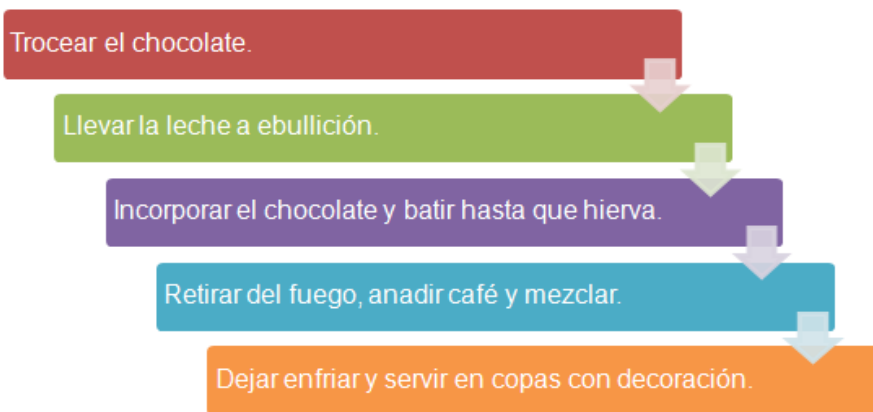 Trocear el chocolate.
Llevar la leche a ebullición.
Incorporar el chocolate y batir hasta que hierva.
Retirar del fuego, anadir café y mezclar.
Dejar enfriar y servir en copas con decoración.